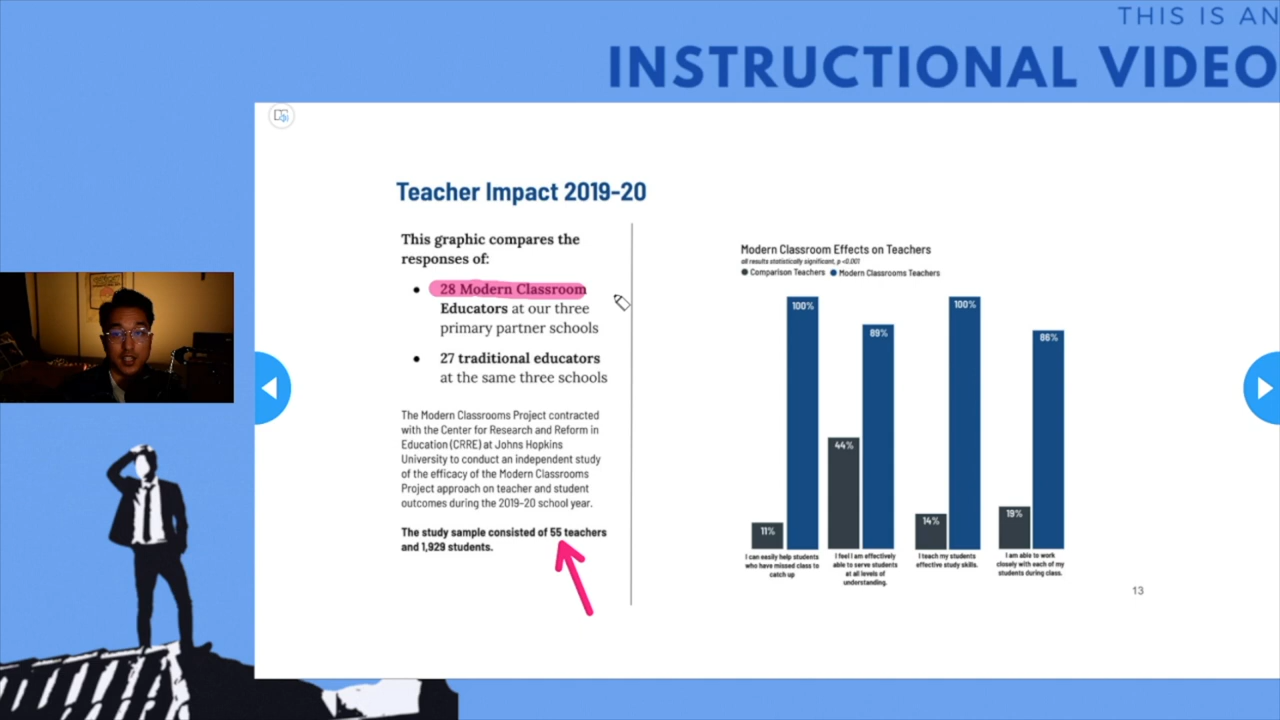 THIS IS AN
INSTRUCTIONAL VIDEO
Teacher Impact 2019-20
This graphic compares the
responses of:
● 28 Modern Classroom
Educators at our three
primary partner schools
● 27 traditional educators
at the same three schools
The Modern Classrooms Project contracted
with the Center for Research and Reform in
Education (CRRE) at Johns Hopkins
University to conduct an independent study
of the efficacy of the Modern Classrooms
Project approach on teacher and student
outcomes during the 2019-20 school year.
The study sample consisted of 55 teachers
and 1,929 students.
Modern Classroom Effects on Teachers
all results statistically significant, p <0.001
● Comparison Teachers ● Modern Classrooms Teachers
11%
100%
44%
89%
14%
100%
19%
86%
I can easily help students
who have missed class to
catch up
I feel I am effectively
able to serve students
at all levels of
understanding.
I teach my students
effective study skills.
I am able to work
closely with each of my
students during class.
13